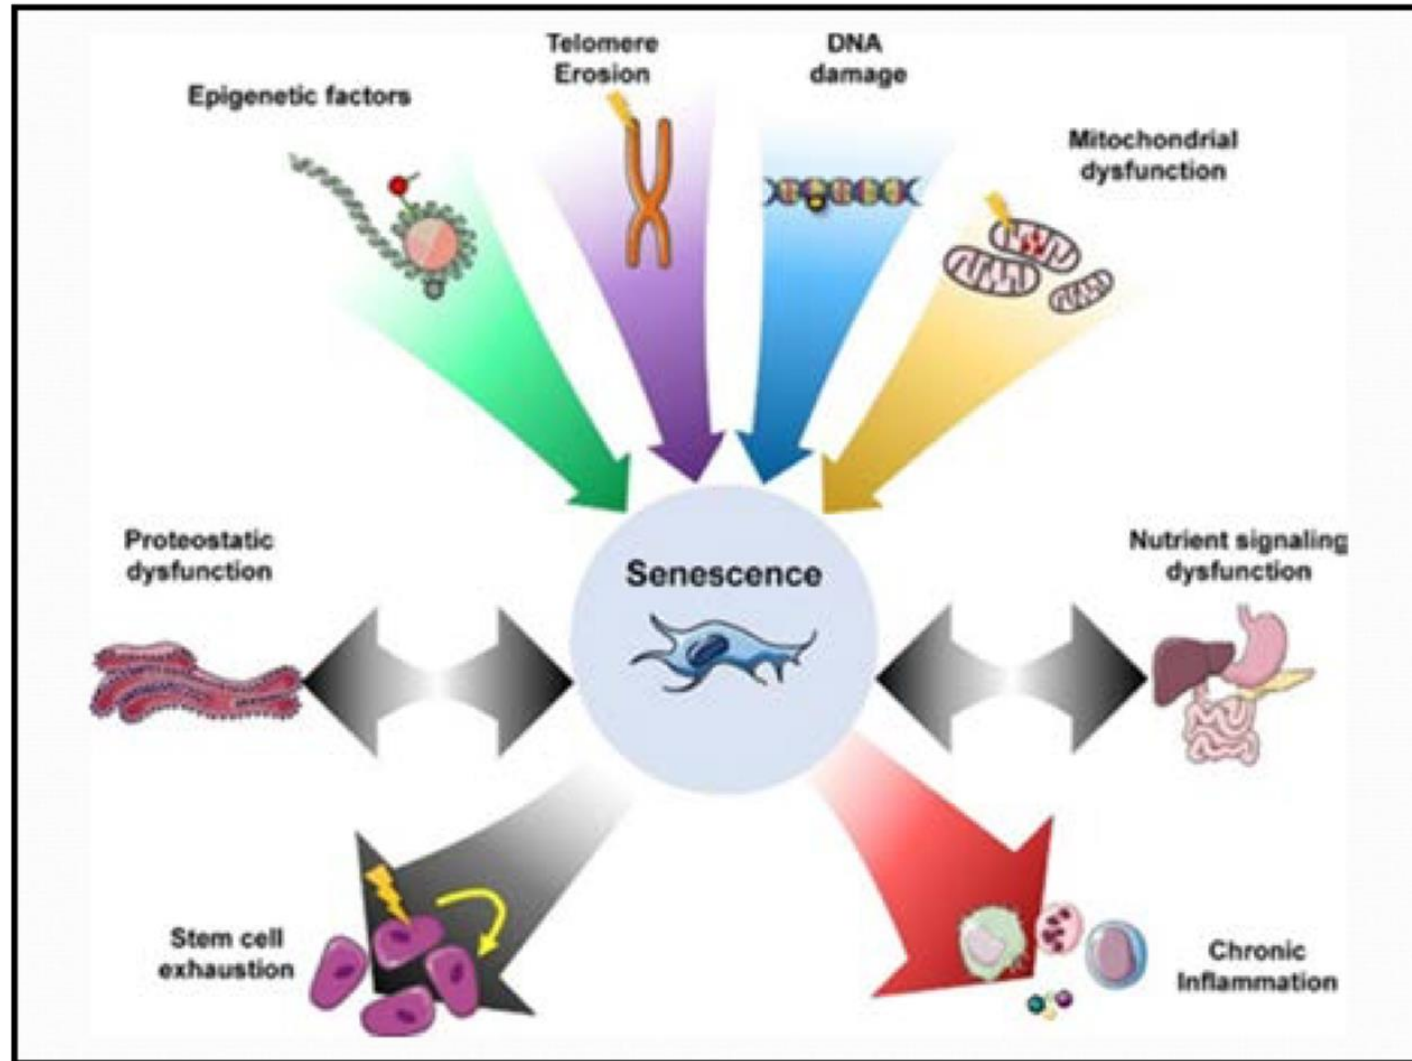 Telomere
Erosion
DNA
damage
Epigenetic factors
Mitochondrial
dysfunction
Proteostatic
dysfunction
Senescence
Nutrient signaling
dysfunction
Stem cell
exhaustion
Chronic
Inflammation